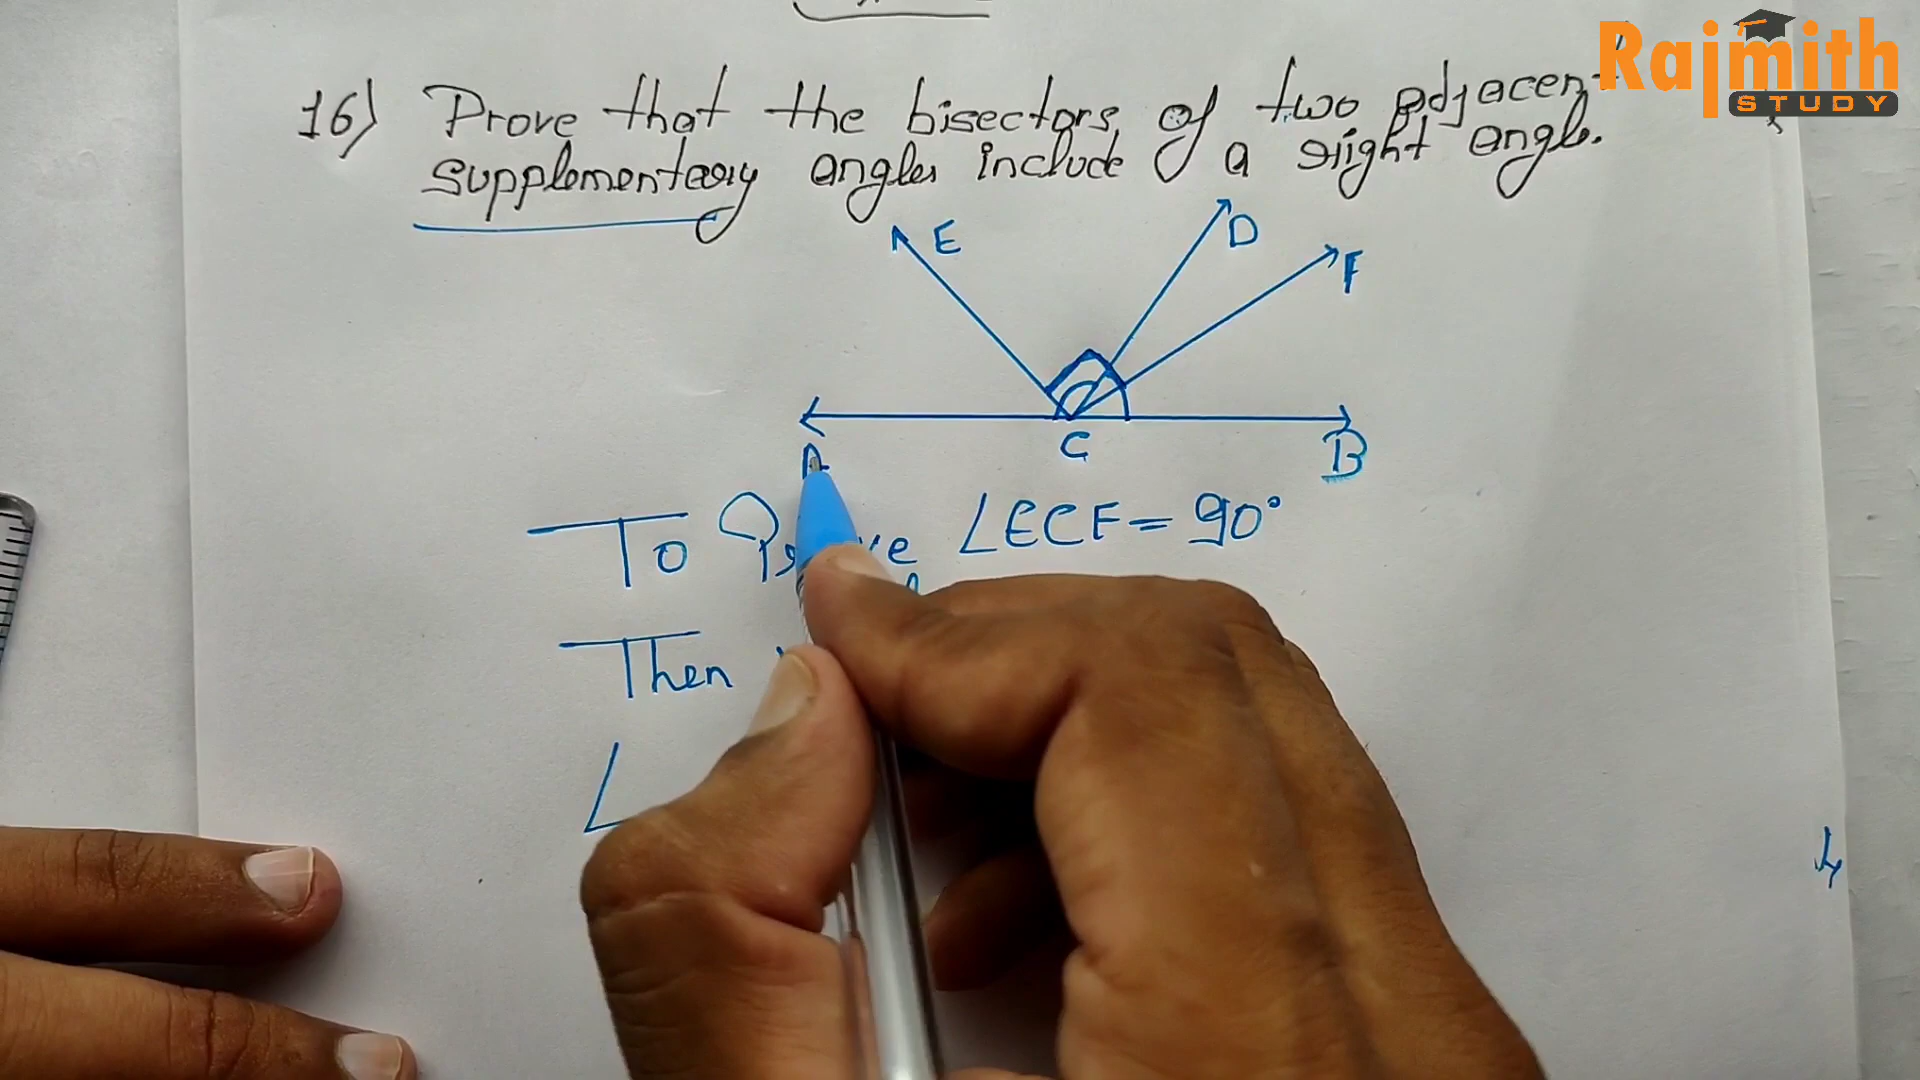 Rajmith
STUDY
16) Prove that the bisectors of two adjacent
supplementary angles include a right angle.
E
D
F
C
A
B
To Prove ∠ECF = 90°
Then
∠